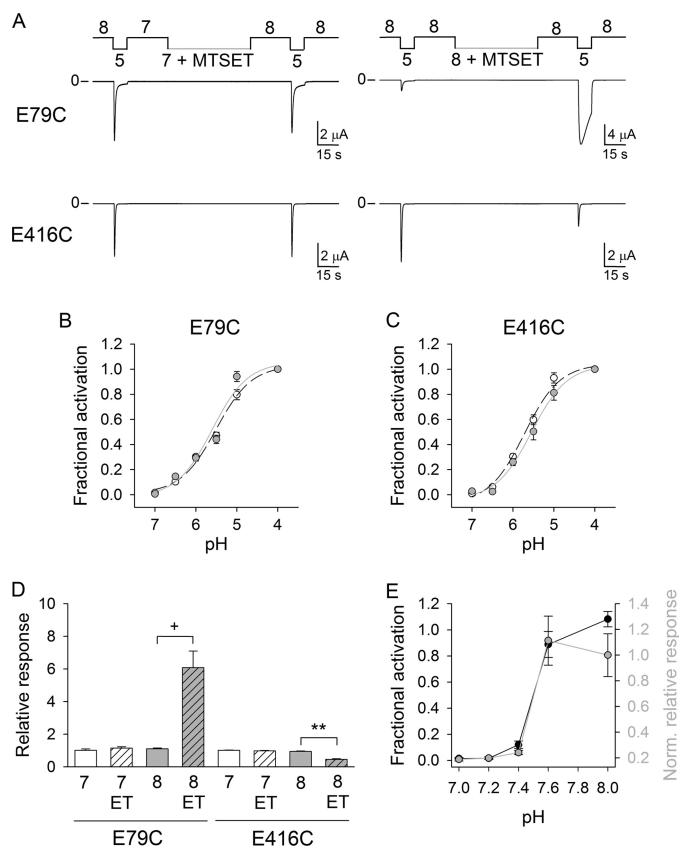 A
8 7 8 8
5 7 + MTSET 5
8 8 8 8
5 8 + MTSET 5
0
E79C
2 µA
15 s
0
4 µA
15 s
0
E416C
2 µA
15 s
0
2 µA
15 s
B E79C
Fractional activation
1.2
1.0
0.8
0.6
0.4
0.2
0.0
7 6 5 4
pH
C E416C
Fractional activation
1.2
1.0
0.8
0.6
0.4
0.2
0.0
7 6 5 4
pH
D
Relative response
10
8
6
4
2
0
+
**
7 7 8 8 7 7 8 8
ET ET ET ET
E79C E416C
E
Fractional activation
1.2
1.0
0.8
0.6
0.4
0.2
0.0
1.4
1.2
1.0
0.8
0.6
0.4
0.2
Norm. relative response
7.0 7.2 7.4 7.6 7.8 8.0
pH